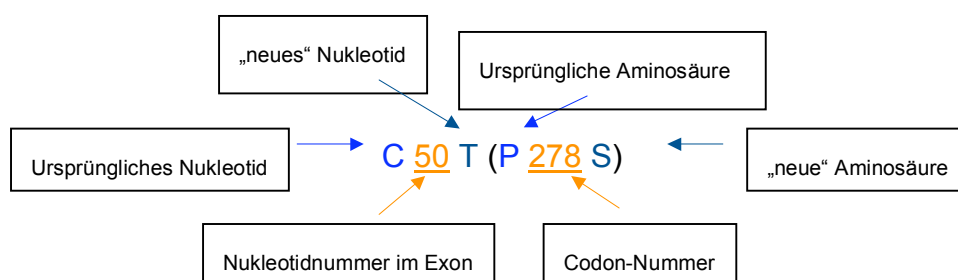 „neues“ Nukleotid
Ursprüngliche Aminosäure
Ursprüngliches Nukleotid
C 50 T (P 278 S)
„neue“ Aminosäure
Nukleotidnummer im Exon
Codon-Nummer